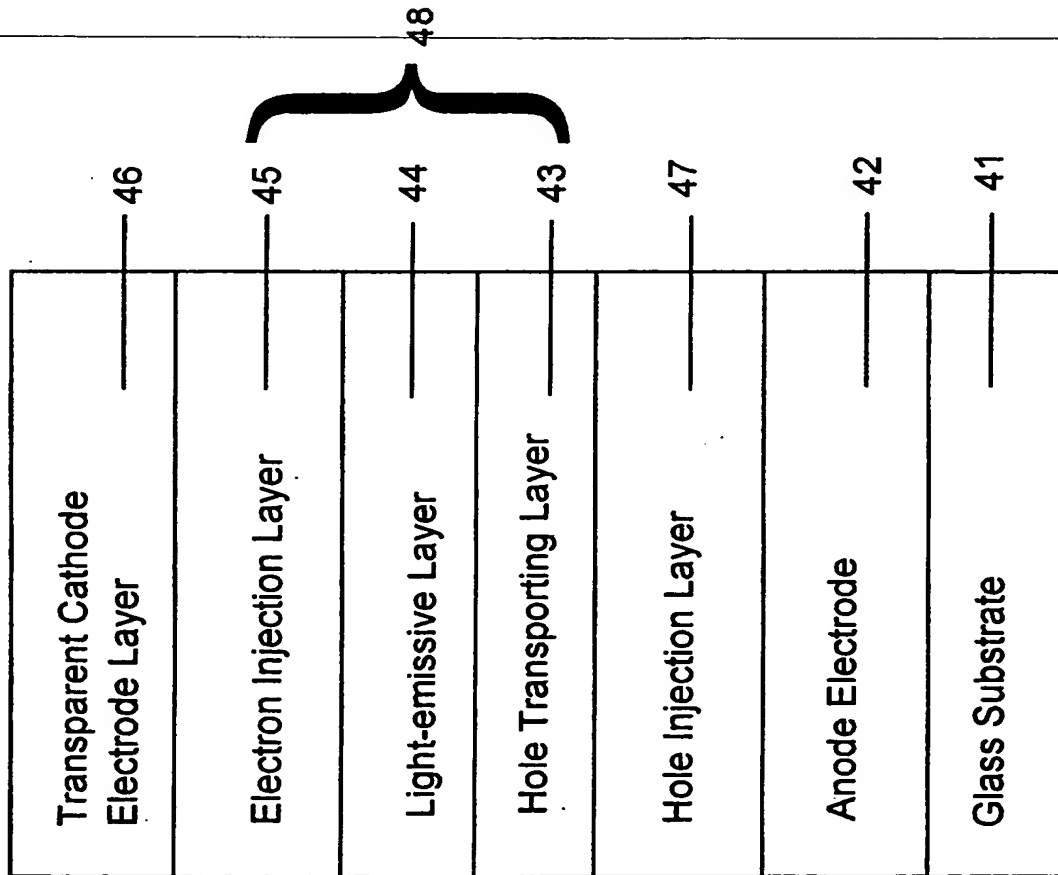 48
Transparent Cathode
Electrode Layer
46
Electron Injection Layer
45
Light-emissive Layer
44
Hole Transporting Layer
43
Hole Injection Layer
47
Anode Electrode
42
Glass Substrate
41